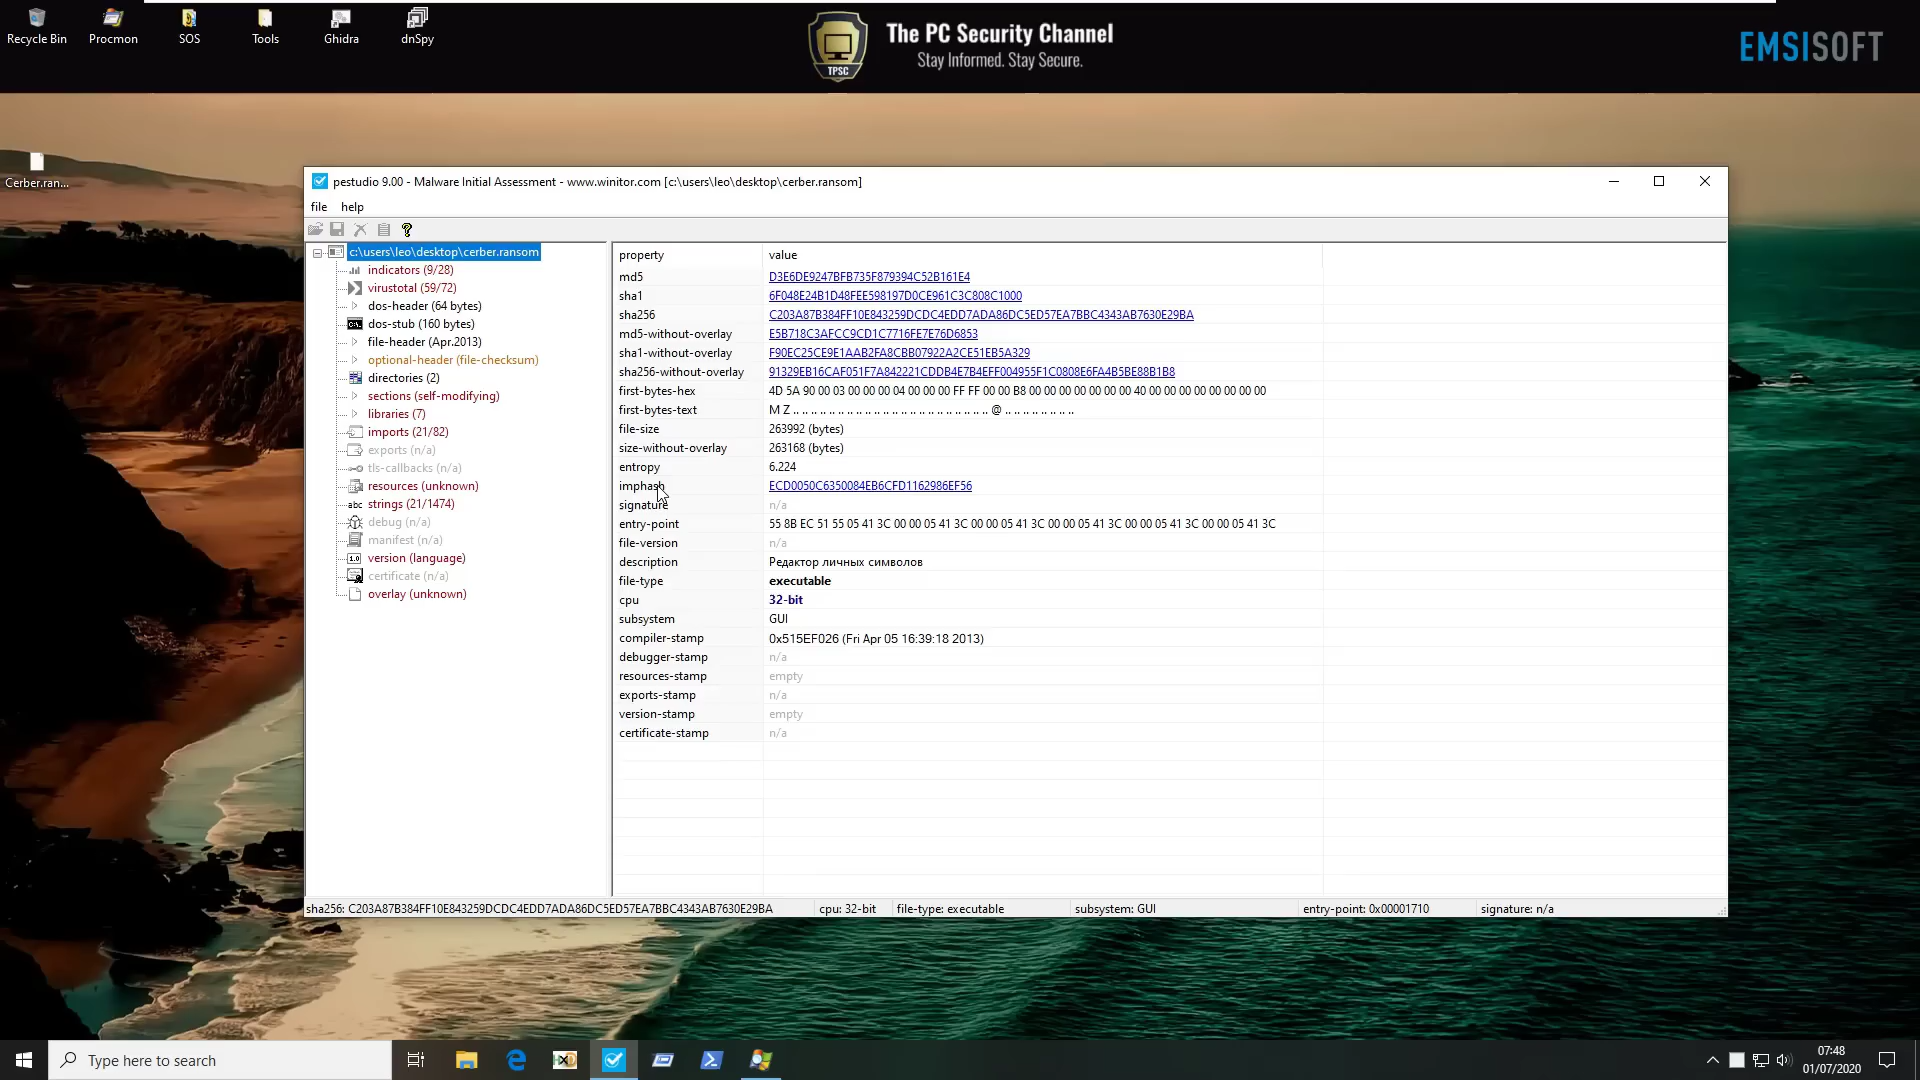 Recycle Bin
Procmon
SOS
Tools
Ghidra
dnSpy
TPSC
The PC Security Channel
Stay Informed. Stay Secure.
EMSISOFT
Cerber.ran...
pestudio 9.00 - Malware Initial Assessment - www.winitor.com [c:\users\leo\desktop\cerber.ransom]
file help
c:\users\leo\desktop\cerber.ransom
indicators (9/28)
virustotal (59/72)
dos-header (64 bytes)
dos-stub (160 bytes)
file-header (Apr.2013)
optional-header (file-checksum)
directories (2)
sections (self-modifying)
libraries (7)
imports (21/82)
exports (n/a)
tls-callbacks (n/a)
resources (unknown)
abc strings (21/1474)
debug (n/a)
manifest (n/a)
1.0 version (language)
certificate (n/a)
overlay (unknown)
property value
md5 D3E6DE9247BFB735F879394C52B161E4
sha1 6F048E24B1D48FEE598197D0CE961C3C808C1000
sha256 C203A87B384FF10E843259DCDC4EDD7ADA86DC5ED57EA7BBC4343AB7630E29BA
md5-without-overlay E5B718C3AFCC9CD1C7716FE7E76D6853
sha1-without-overlay F90EC25CE9E1AAB2FA8CBB07922A2CE51EB5A329
sha256-without-overlay 91329EB16CAF051F7A842221CDDB4E7B4EFF004955F1C0808E6FA4B5BE88B1B8
first-bytes-hex 4D 5A 90 00 03 00 00 00 04 00 00 00 FF FF 00 00 B8 00 00 00 00 00 00 00 40 00 00 00 00 00 00 00
first-bytes-text M Z .. .. .. .. .. .. .. .. .. .. .. .. .. .. .. .. .. .. .. .. .. .. @ .. .. .. .. .. .. ..
file-size 263992 (bytes)
size-without-overlay 263168 (bytes)
entropy 6.224
imphash ECD0050C6350084EB6CFD1162986EF56
signature n/a
entry-point 55 8B EC 51 55 05 41 3C 00 00 05 41 3C 00 00 05 41 3C 00 00 05 41 3C 00 00 05 41 3C 00 00 05 41 3C
file-version n/a
description Редактор личных символов
file-type executable
cpu 32-bit
subsystem GUI
compiler-stamp 0x515EF026 (Fri Apr 05 16:39:18 2013)
debugger-stamp n/a
resources-stamp empty
exports-stamp n/a
version-stamp empty
certificate-stamp n/a
sha256: C203A87B384FF10E843259DCDC4EDD7ADA86DC5ED57EA7BBC4343AB7630E29BA cpu: 32-bit file-type: executable subsystem: GUI entry-point: 0x00001710 signature: n/a
Type here to search
07:48
01/07/2020